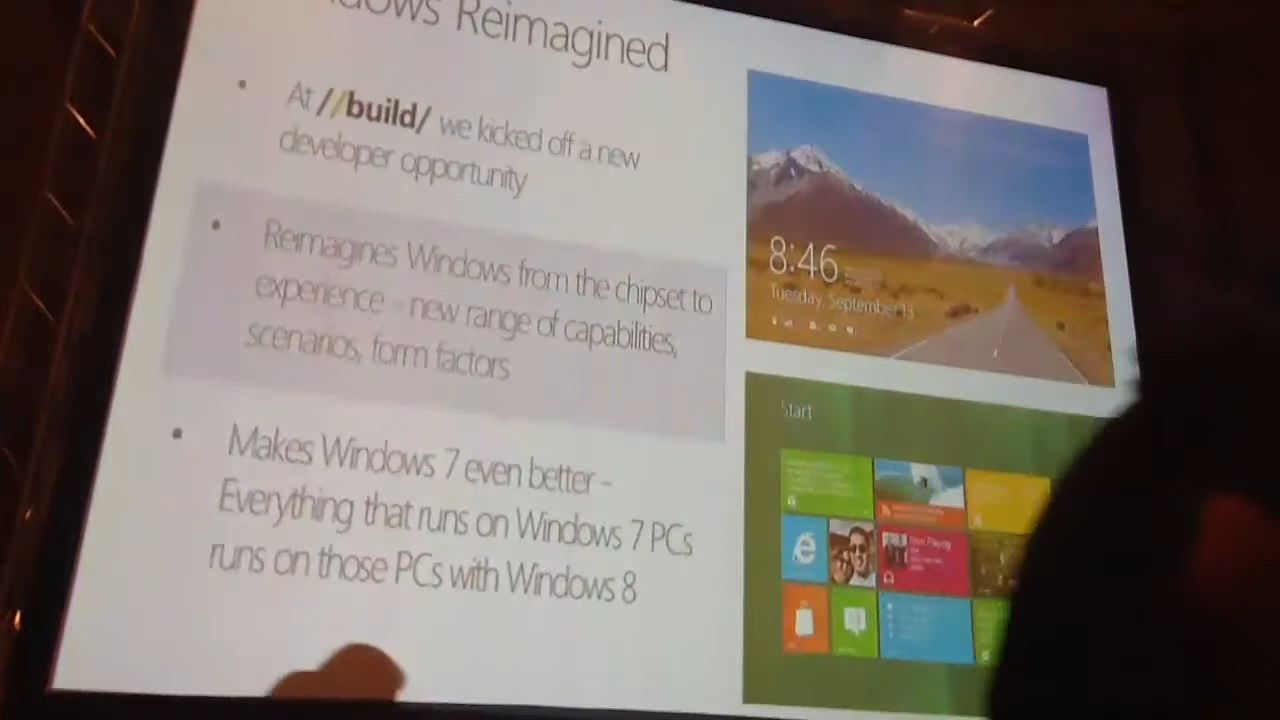 dows Reimagined
At //build/ we kicked off a new
developer opportunity
Reimagines Windows from the chipset to
experience - new range of capabilities,
scenarios, form factors
Makes Windows 7 even better -
Everything that runs on Windows 7 PCs
runs on those PCs with Windows 8
8:46
Tuesday, September 13
Start